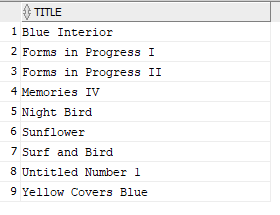 TITLE
1 Blue Interior
2 Forms in Progress I
3 Forms in Progress II
4 Memories IV
5 Night Bird
6 Sunflower
7 Surf and Bird
8 Untitled Number 1
9 Yellow Covers Blue